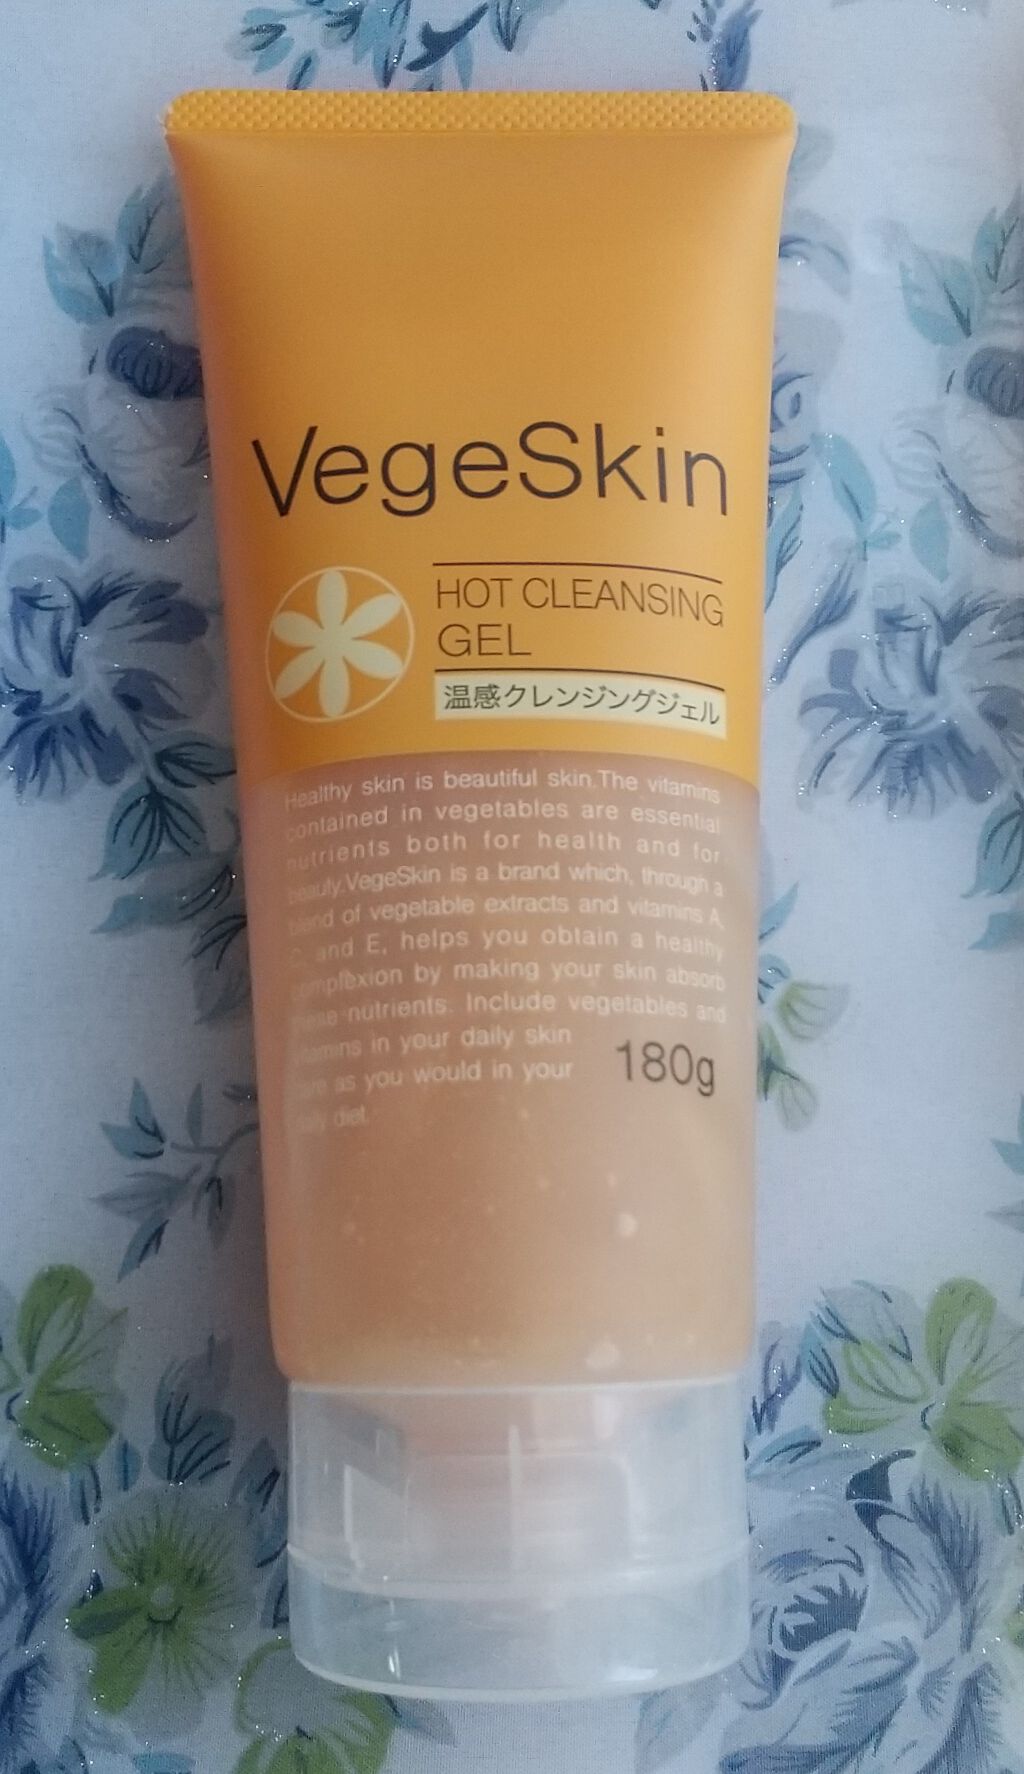 VegeSkin
HOT CLEANSING
GEL
温感クレンジングジェル
Healthy skin is beautiful skin.The vitamins
contained in vegetables are essential
nutrients both for health and for
beauty.VegeSkin is a brand which, through a
blend of vegetable extracts and vitamins A,
C, and E, helps you obtain a healthy
complexion by making your skin absorb
these nutrients. Include vegetables and
vitamins in your daily skin
care as you would in your
daily diet.
180g